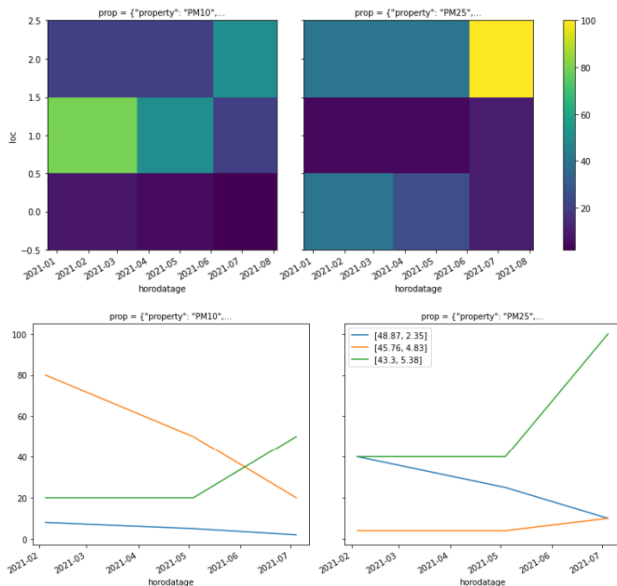 prop = {"property": "PM10",...
prop = {"property": "PM25",...
2.5
2.0
1.5
1.0
0.5
0.0
−0.5
loc
100
80
60
40
20
2021-01 2021-02 2021-03 2021-04 2021-05 2021-06 2021-07 2021-08
2021-01 2021-02 2021-03 2021-04 2021-05 2021-06 2021-07 2021-08
horodatage
horodatage
prop = {"property": "PM10",...
prop = {"property": "PM25",...
100
80
60
40
20
0
[48.87, 2.35]
[45.76, 4.83]
[43.3, 5.38]
2021-02 2021-03 2021-04 2021-05 2021-06 2021-07
2021-02 2021-03 2021-04 2021-05 2021-06 2021-07
horodatage
horodatage